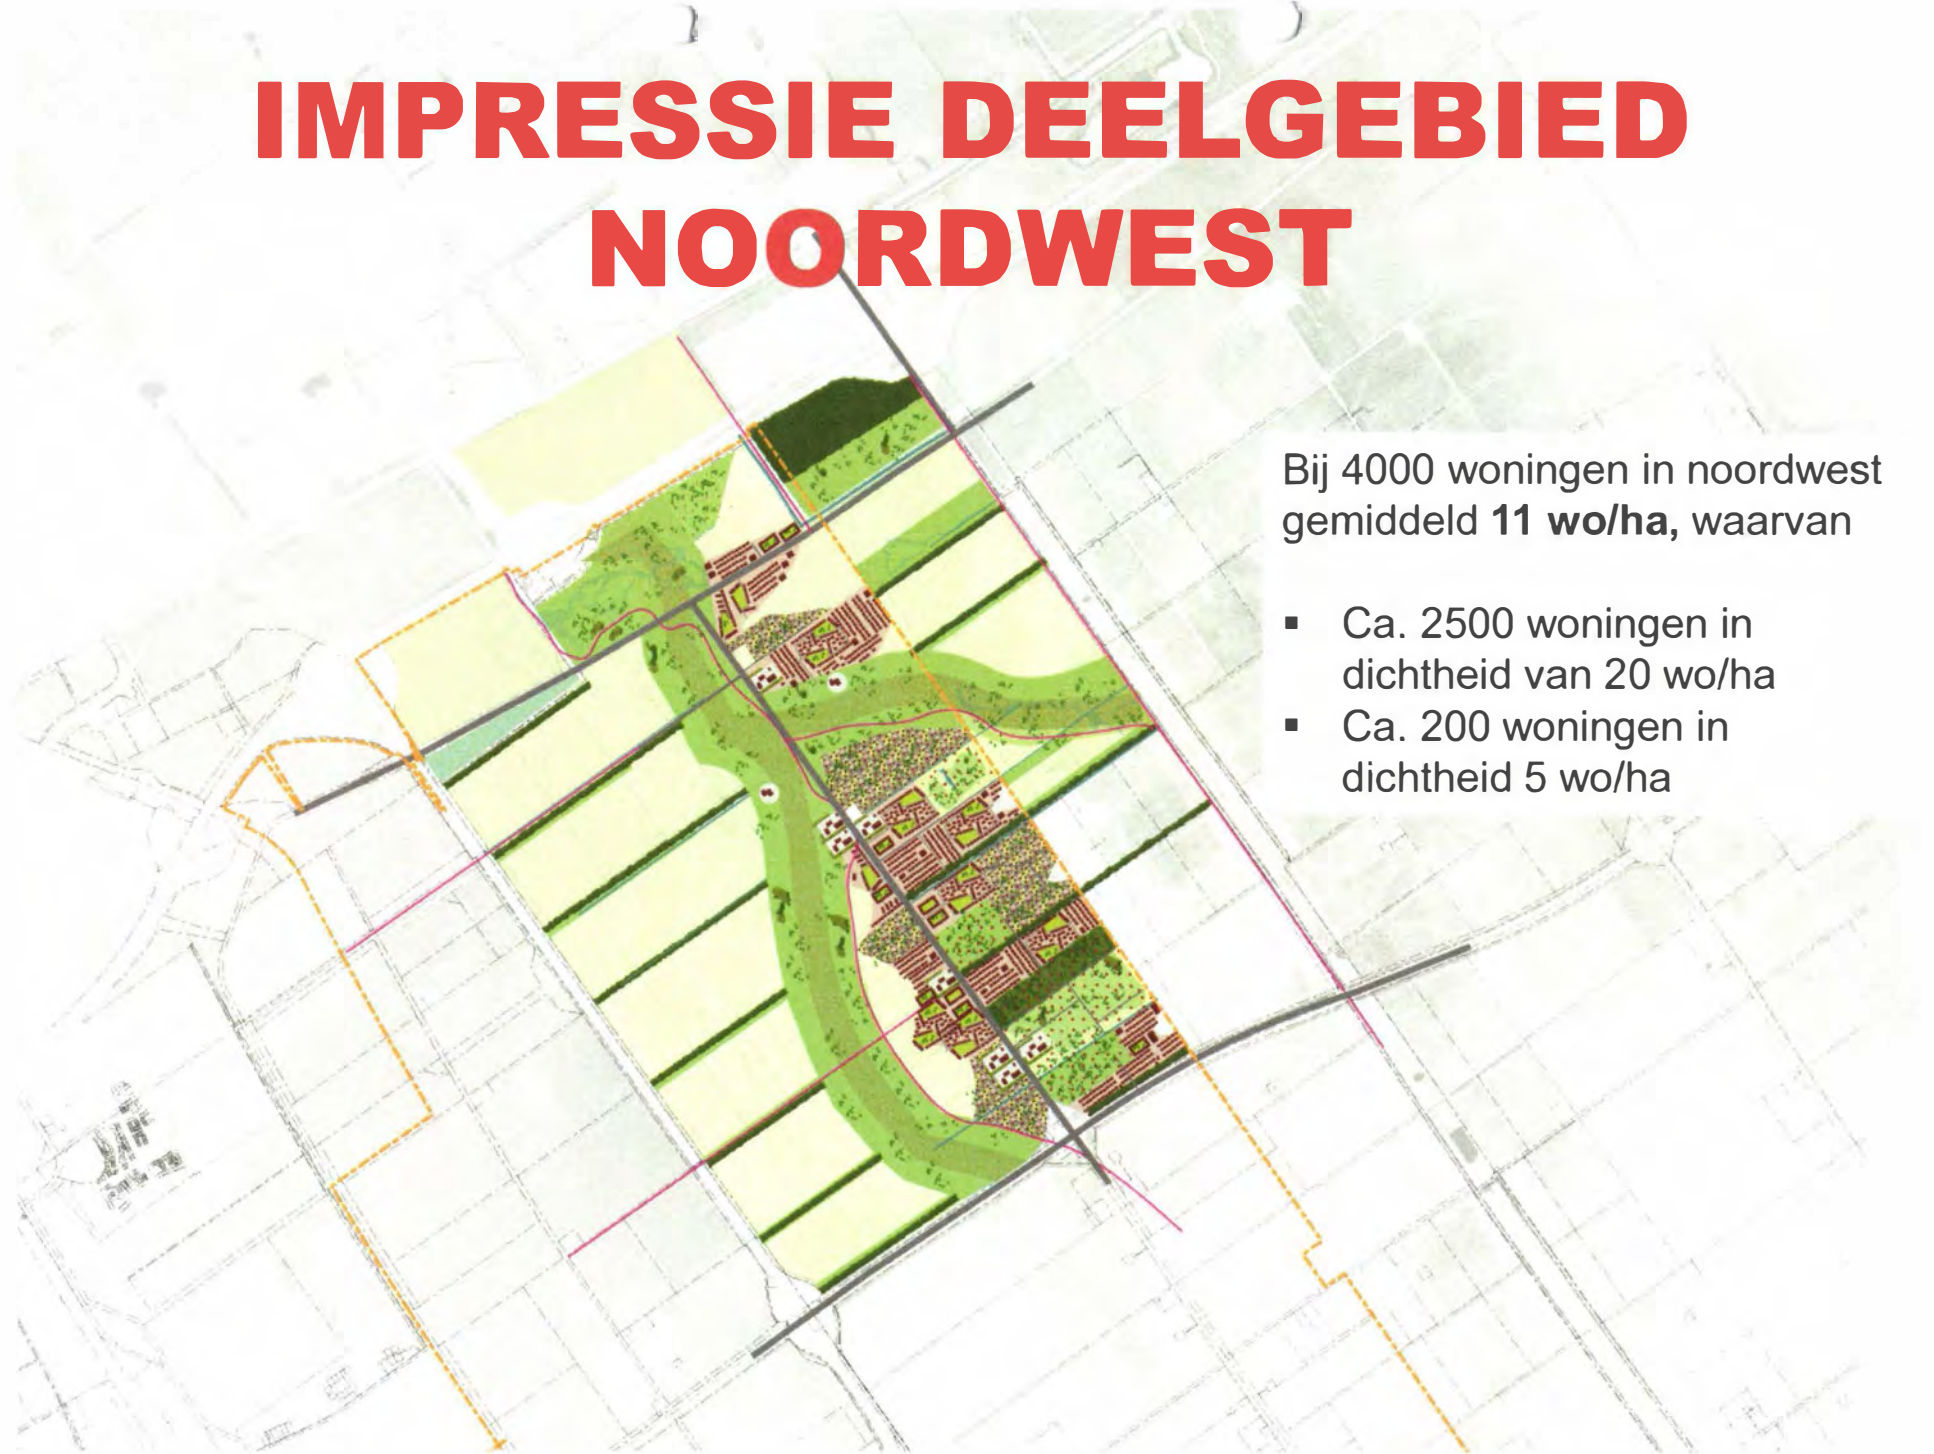 IMPRESSIE DEELGEBIED
NOORDWEST
Bij 4000 woningen in noordwest
gemiddeld 11 wo/ha, waarvan
▪ Ca. 2500 woningen in
dichtheid van 20 wo/ha
▪ Ca. 200 woningen in
dichtheid 5 wo/ha